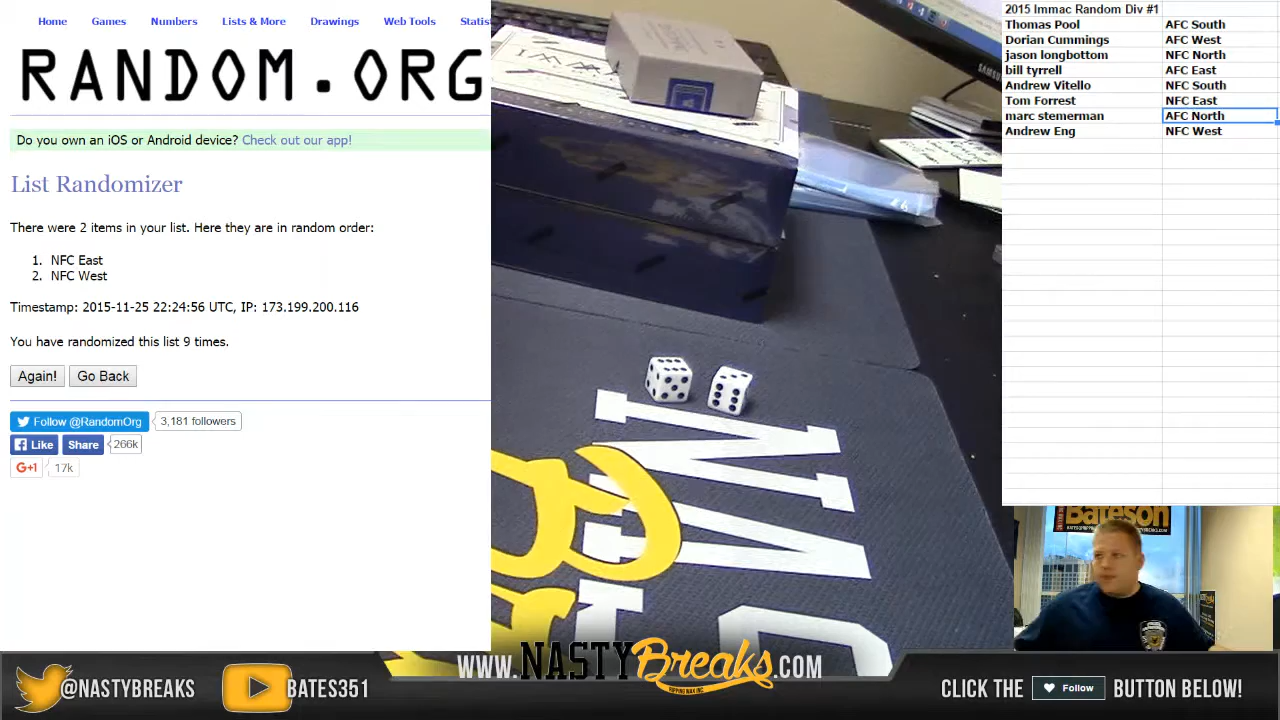 Home Games Numbers Lists & More Drawings Web Tools Statis
RANDOM.ORG
Do you own an iOS or Android device? Check out our app!
List Randomizer
There were 2 items in your list. Here they are in random order:
1. NFC East
2. NFC West
Timestamp: 2015-11-25 22:24:56 UTC, IP: 173.199.200.116
You have randomized this list 9 times.
Again! Go Back
Follow @RandomOrg 3,181 followers
Like Share 266k
G+1 17k
SAMSUNG
2015 Immac Random Div #1
Thomas Pool AFC South
Dorian Cummings AFC West
jason longbottom NFC North
bill tyrrell AFC East
Andrew Vitello NFC South
Tom Forrest NFC East
marc stemerman AFC North
Andrew Eng NFC West
Bateson
@NASTYBREAKS
BATES351
WWW.NASTYBreaks.COM
RIPPING WAX INC.
CLICK THE Follow BUTTON BELOW!